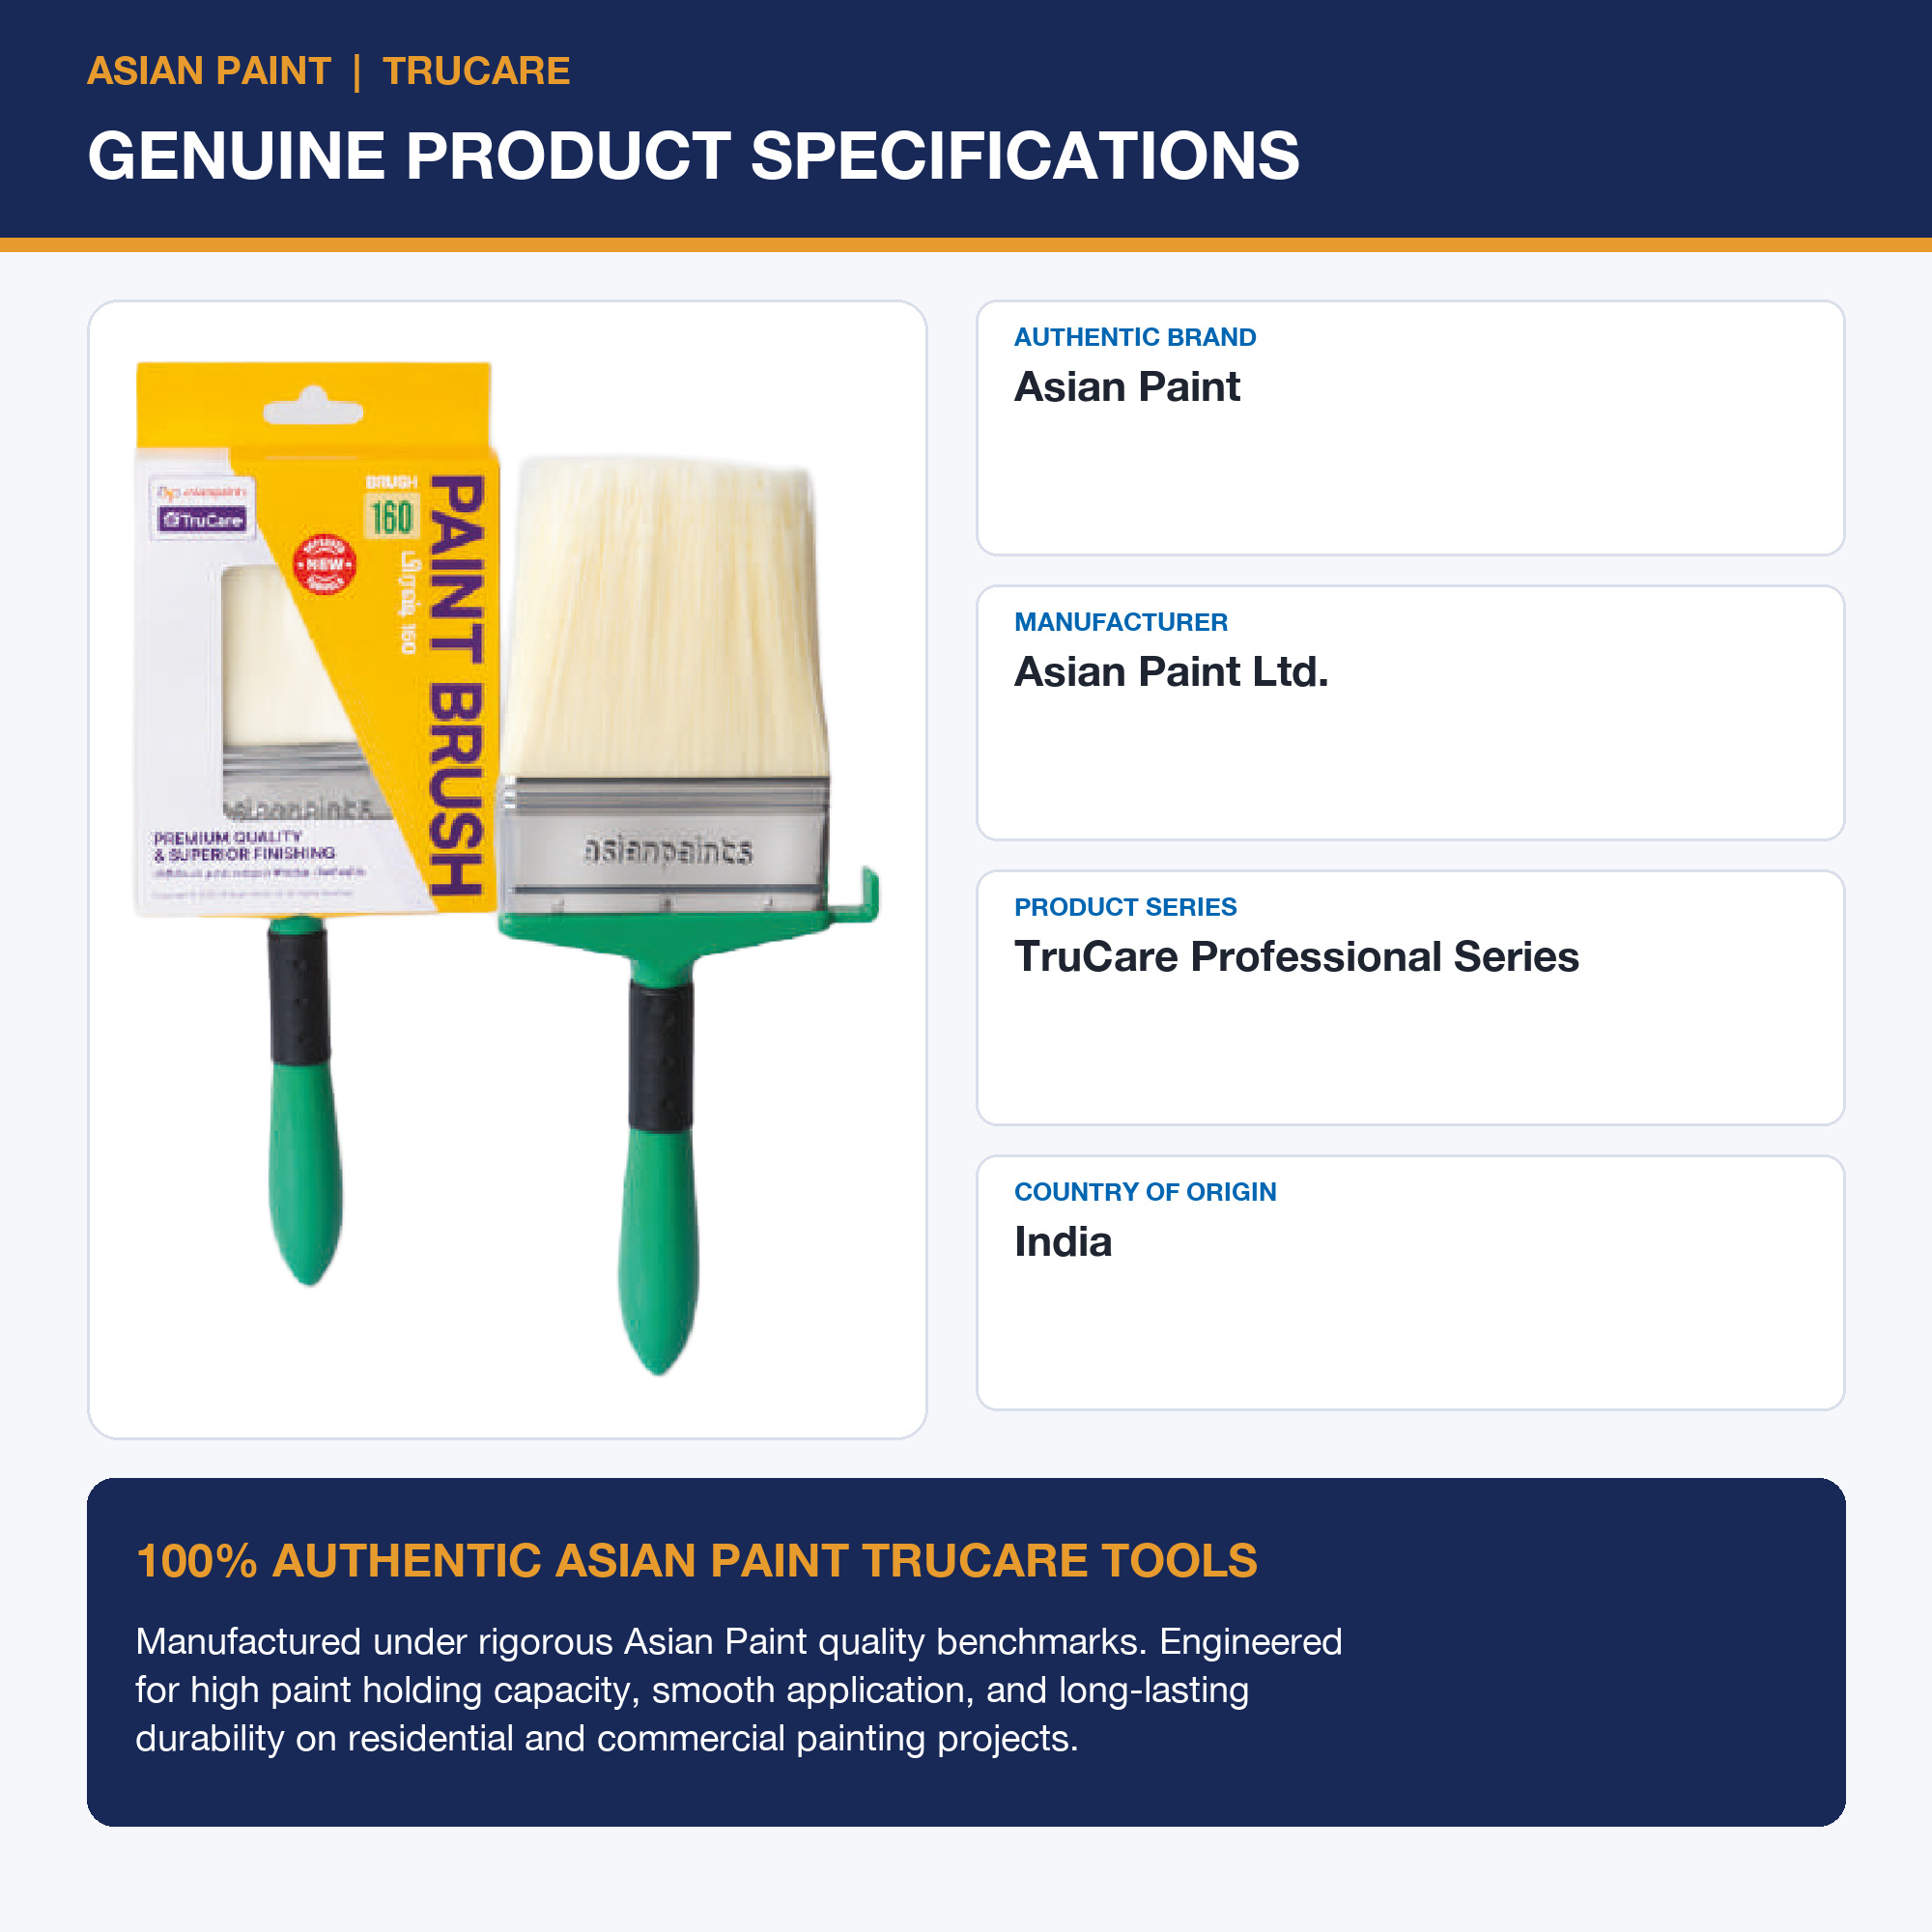 ASIAN PAINT | TRUCARE
GENUINE PRODUCT SPECIFICATIONS
asianpaints
TruCare
BRUSH
160
NEW
PAINT BRUSH
asianpaints
PREMIUM QUALITY
& SUPERIOR FINISHING
asianpaints
AUTHENTIC BRAND
Asian Paint
MANUFACTURER
Asian Paint Ltd.
PRODUCT SERIES
TruCare Professional Series
COUNTRY OF ORIGIN
India
100% AUTHENTIC ASIAN PAINT TRUCARE TOOLS
Manufactured under rigorous Asian Paint quality benchmarks. Engineered
for high paint holding capacity, smooth application, and long-lasting
durability on residential and commercial painting projects.